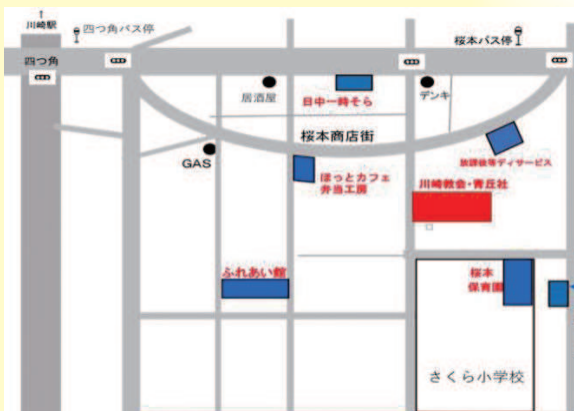 ↑
川崎駅
四つ角バス停
桜本バス停
四つ角
居酒屋
日中一時そら
デンキ
桜本商店街
放課後等ディサービス
GAS
ほっとカフェ
弁当工房
川崎教会・青丘社
ふれあい館
桜本
保育園
さくら小学校